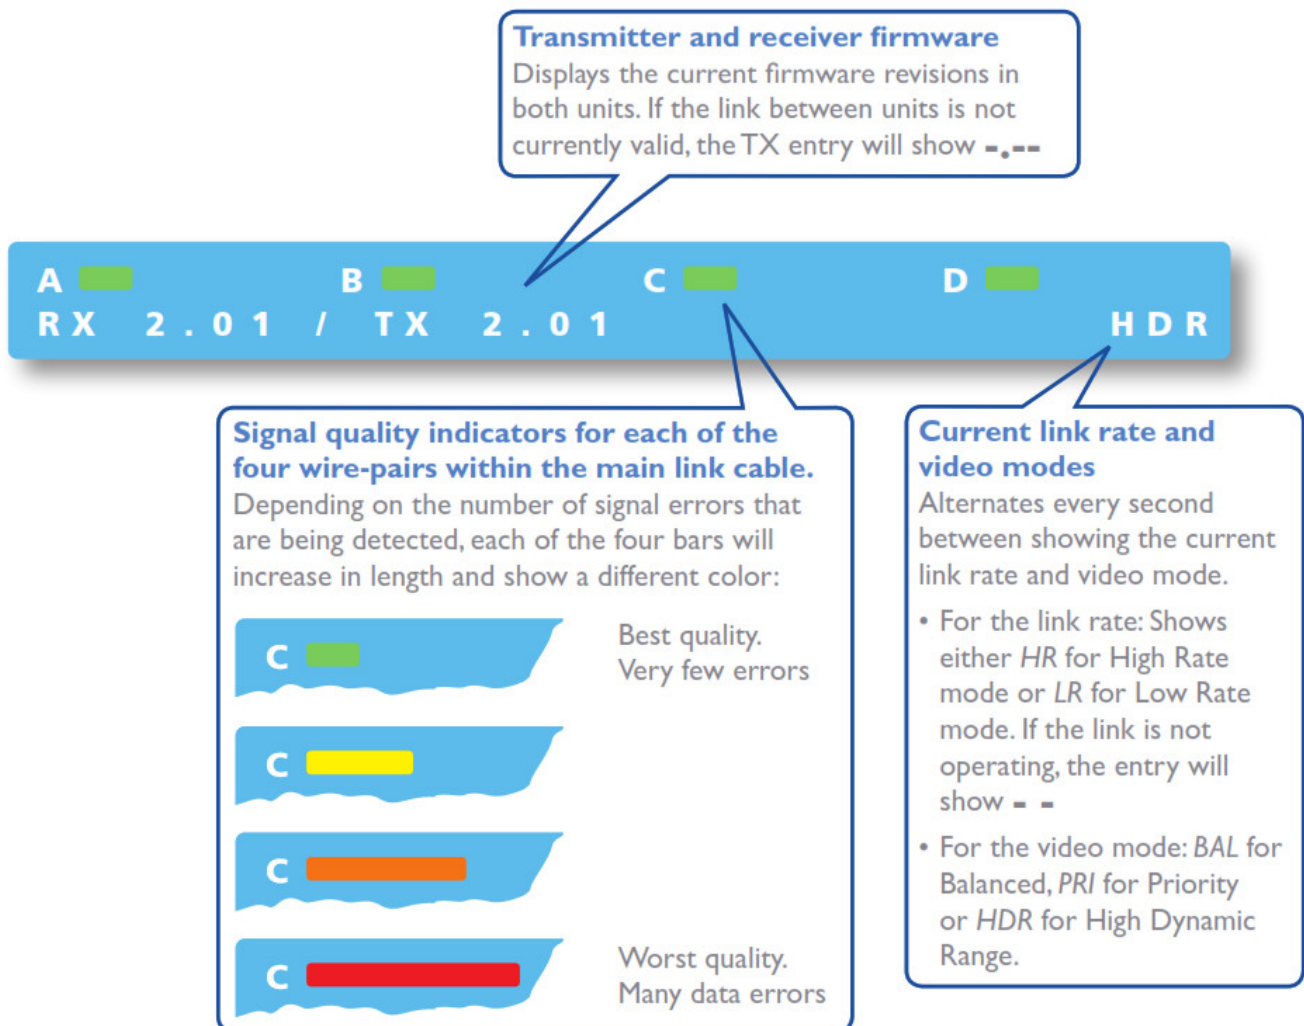 Transmitter and receiver firmware
Displays the current firmware revisions in
both units. If the link between units is not
currently valid, the TX entry will show -.--
A B C D
RX 2.01 / TX 2.01 HDR
Signal quality indicators for each of the
four wire-pairs within the main link cable.
Depending on the number of signal errors that
are being detected, each of the four bars will
increase in length and show a different color:
C Best quality.
Very few errors
C
C
C Worst quality.
Many data errors
Current link rate and
video modes
Alternates every second
between showing the current
link rate and video mode.
• For the link rate: Shows
either HR for High Rate
mode or LR for Low Rate
mode. If the link is not
operating, the entry will
show - -
• For the video mode: BAL for
Balanced, PRI for Priority
or HDR for High Dynamic
Range.